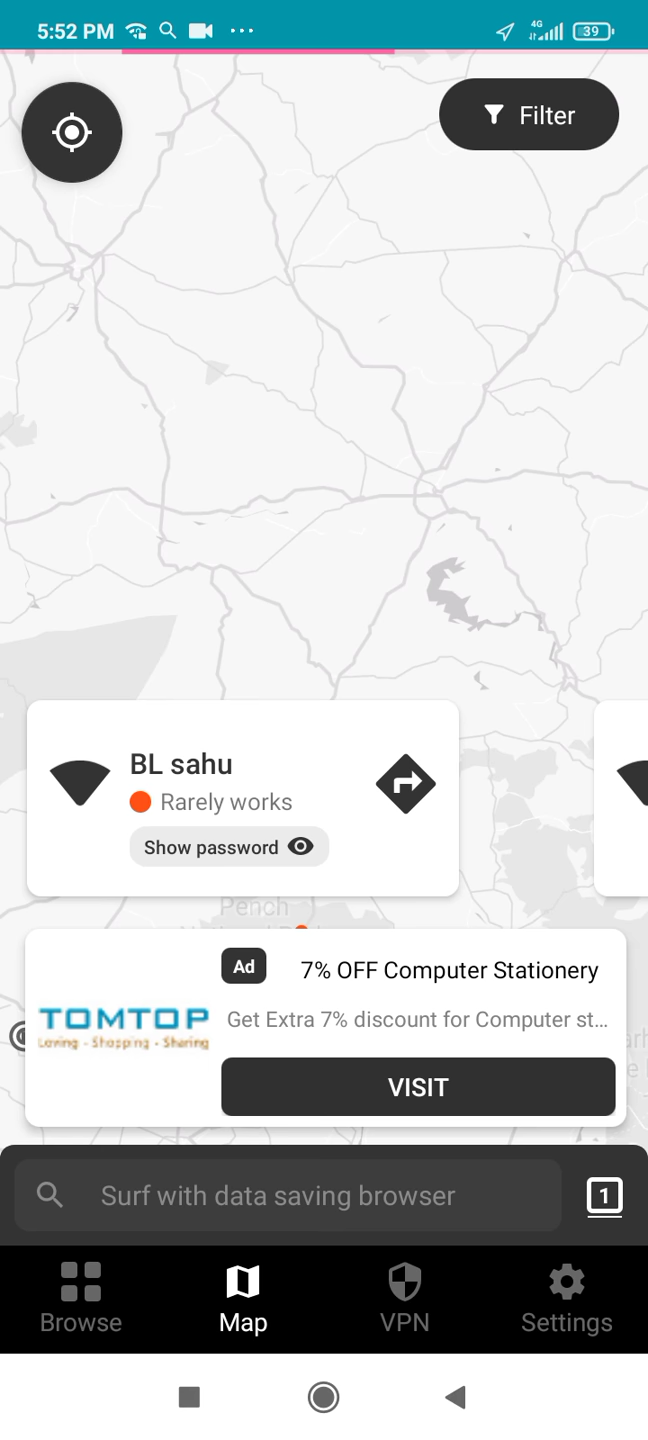 5:52 PM
4G
39
Filter
BL sahu
Rarely works
Show password
Pench
Ad
7% OFF Computer Stationery
TOMTOP
Loving - Shopping - Sharing
Get Extra 7% discount for Computer st...
VISIT
Surf with data saving browser
1
Browse
Map
VPN
Settings